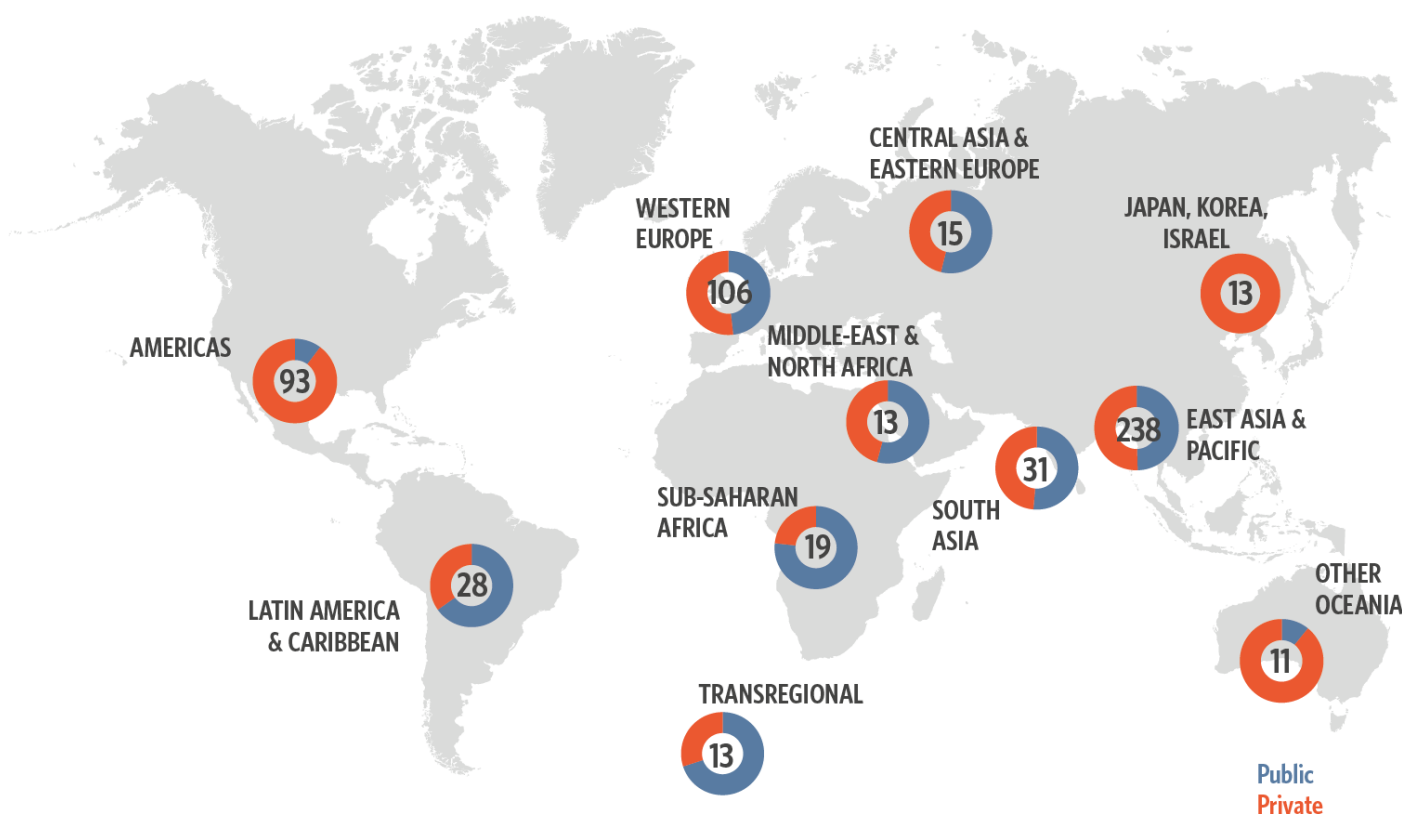 CENTRAL ASIA &
EASTERN EUROPE
15
WESTERN
EUROPE
106
JAPAN, KOREA,
ISRAEL
13
AMERICAS
93
MIDDLE-EAST &
NORTH AFRICA
13
EAST ASIA &
PACIFIC
238
SOUTH
ASIA
31
SUB-SAHARAN
AFRICA
19
LATIN AMERICA
& CARIBBEAN
28
OTHER
OCEANIA
11
TRANSREGIONAL
13
Public
Private